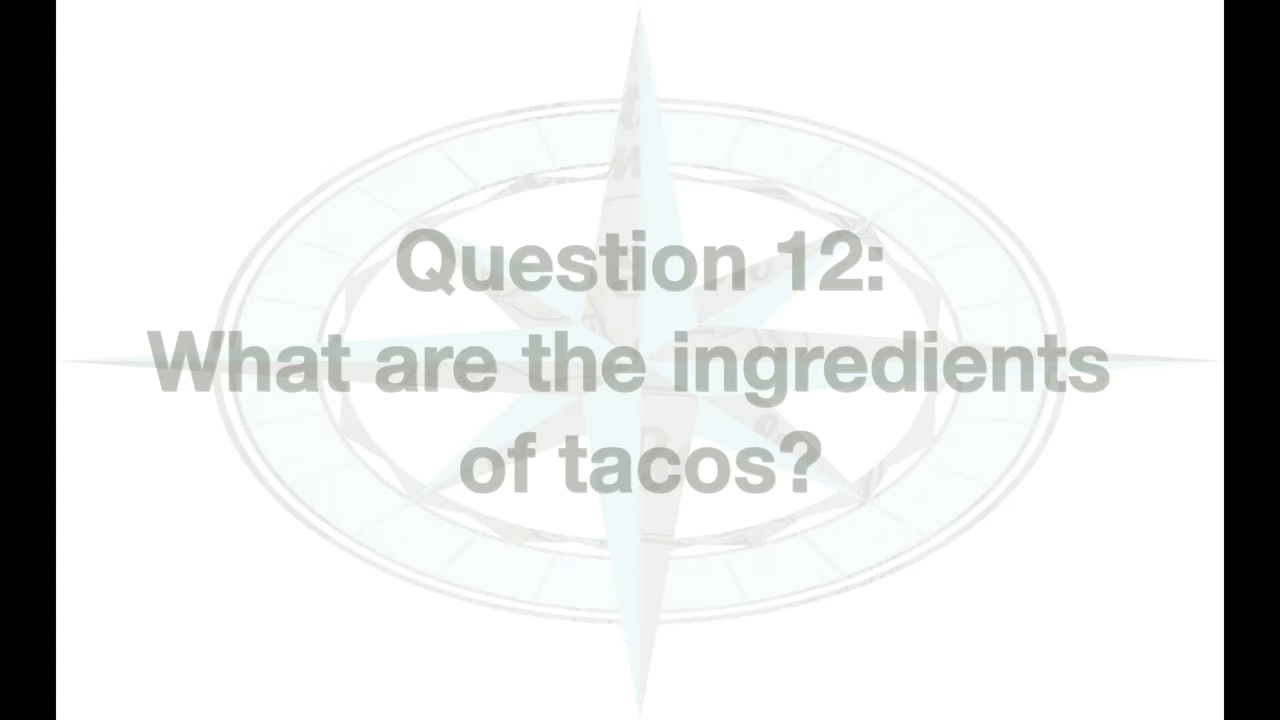 Question 12:
What are the ingredients
of tacos?